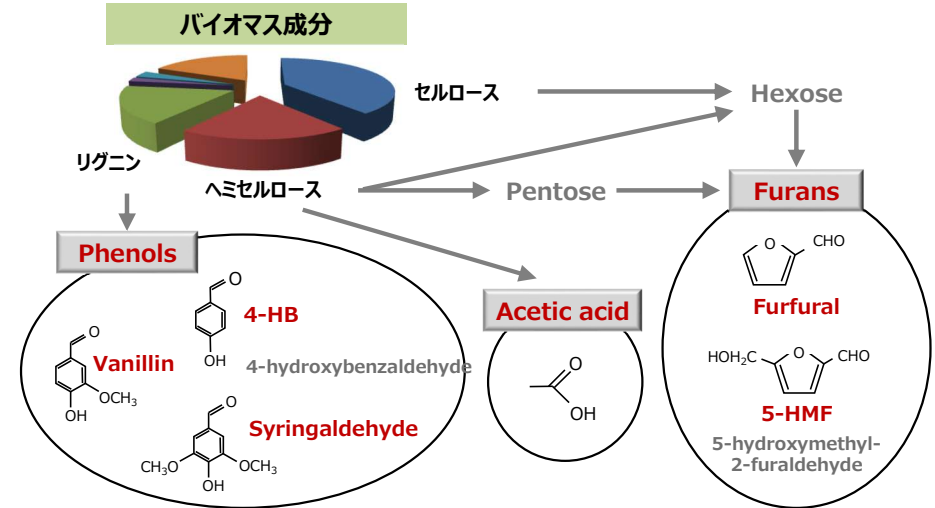 バイオマス成分
セルロース
Hexose
リグニン
ヘミセルロース
Pentose
Furans
Phenols
CHO
O
Furfural
O
4-HB
OH
4-hydroxybenzaldehyde
Acetic acid
O
OH
O
Vanillin
OCH₃
OH
HOH₂C
O
CHO
5-HMF
5-hydroxymethyl-
2-furaldehyde
O
Syringaldehyde
CH₃O
OCH₃
OH